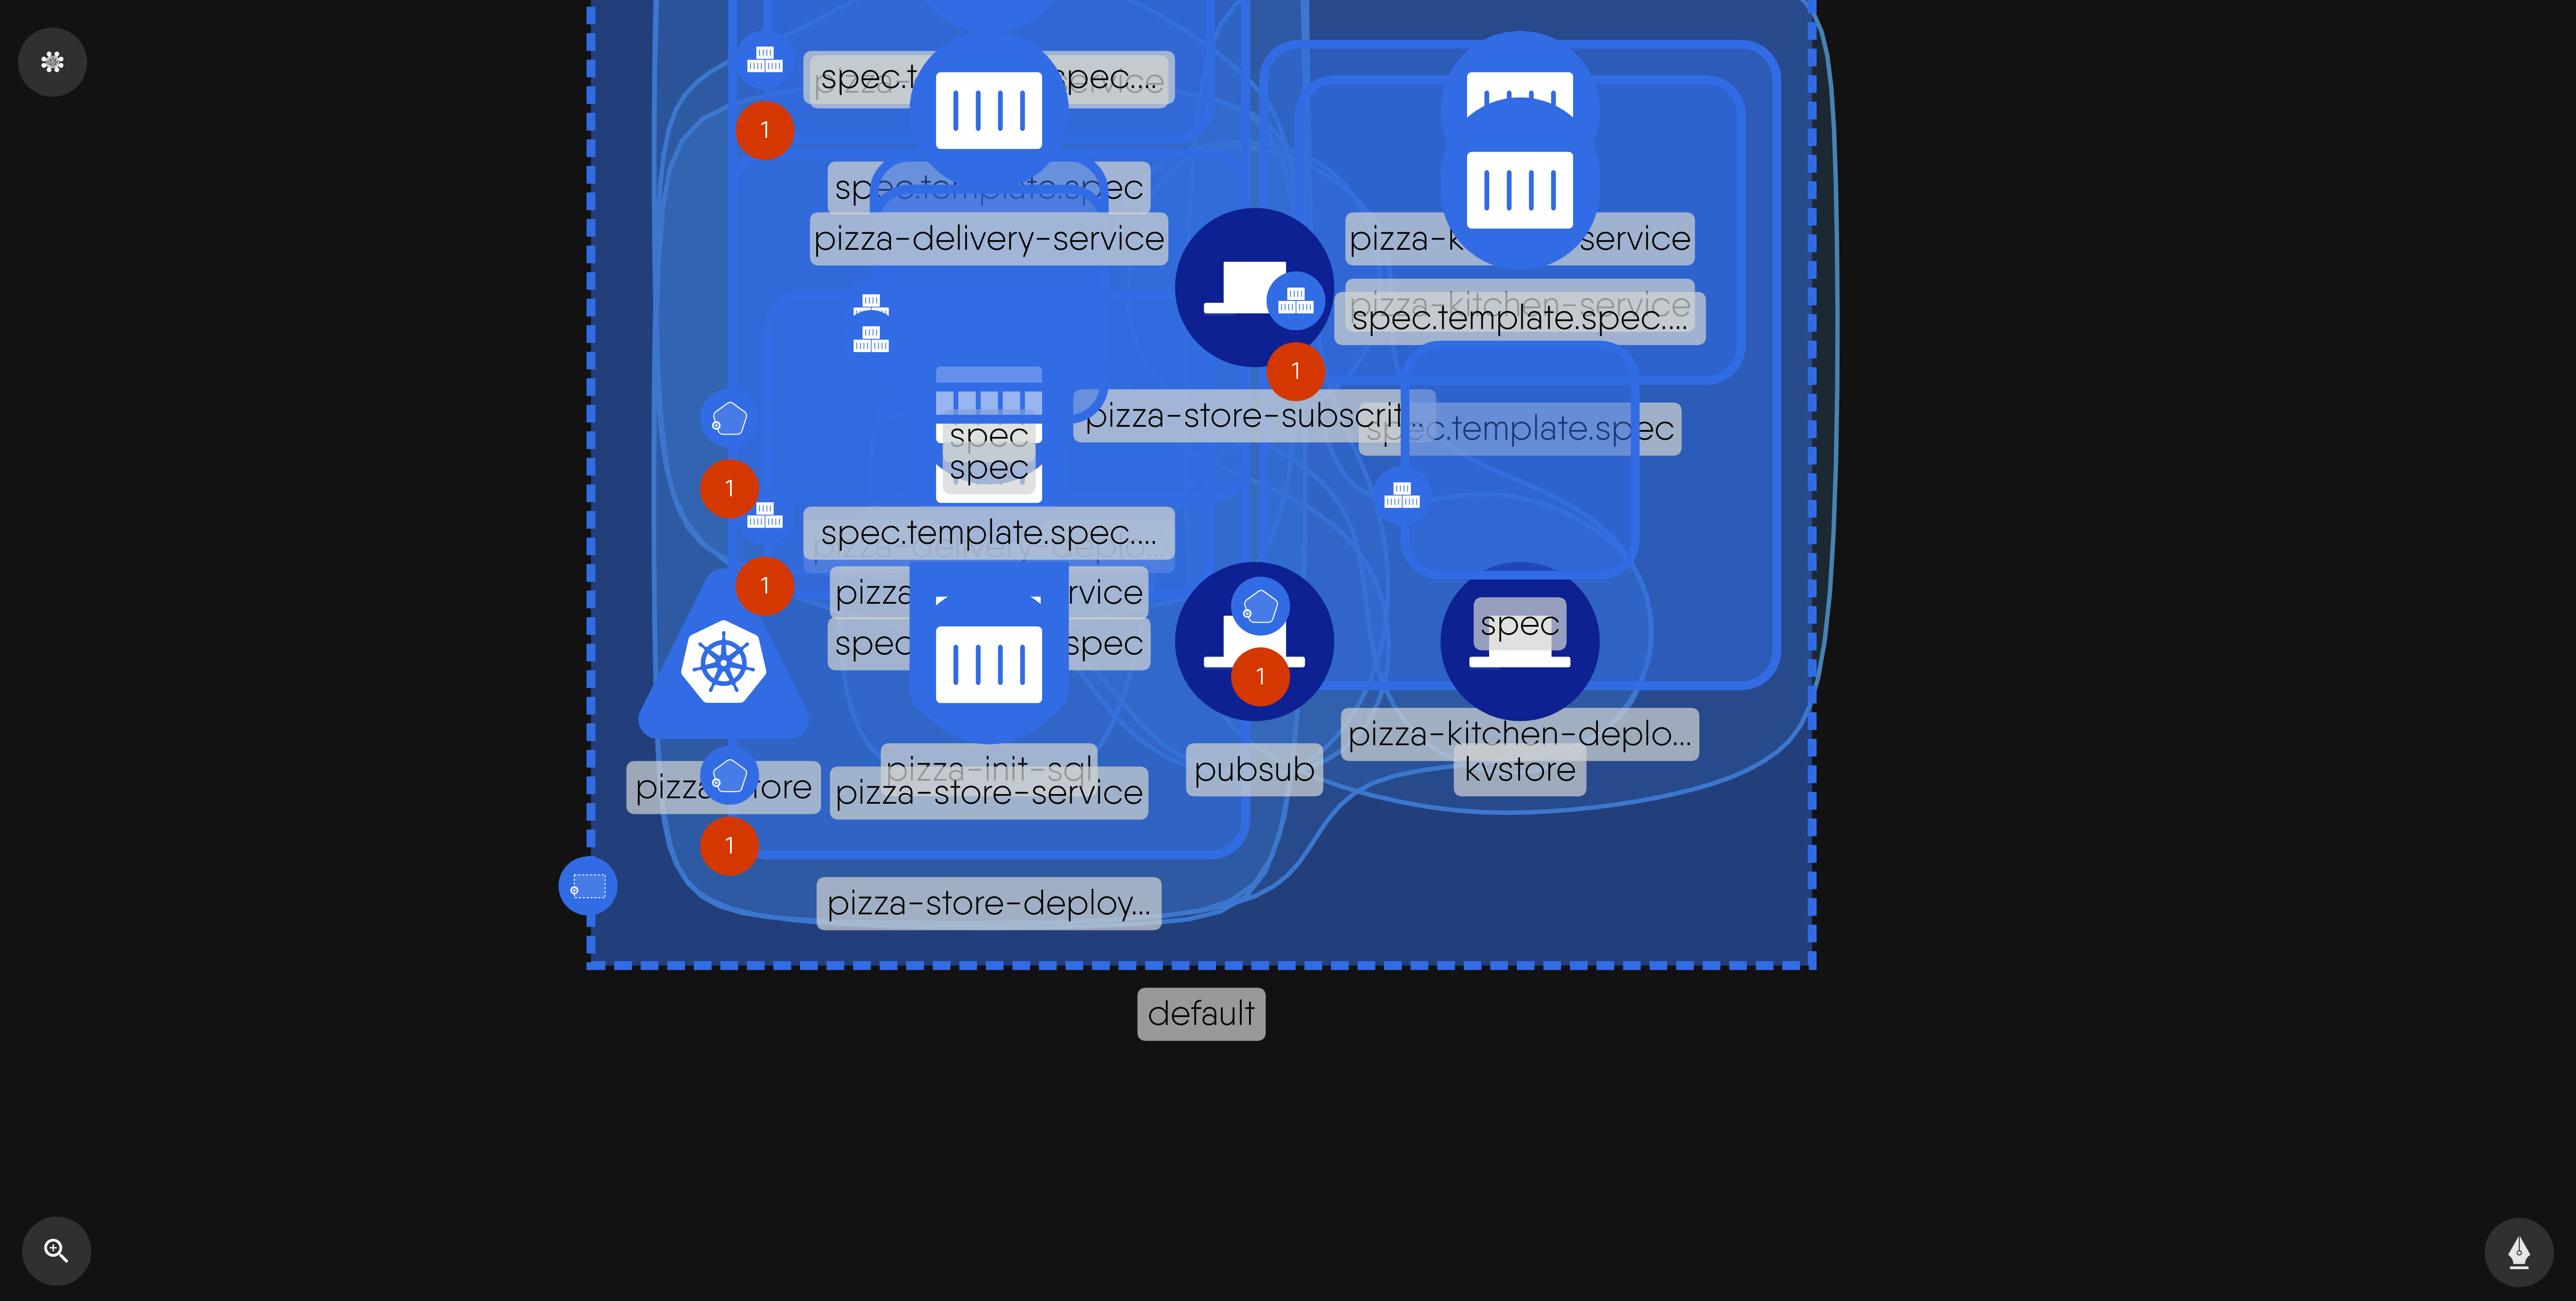 spec.t
spec....
1
spec.template.spec
pizza-delivery-service
pizza-k
service
pizza-kitchen-service
spec.template.spec....
1
pizza-store-subscrit...
spec.template.spec
spec
spec
1
spec.template.spec....
pizza-delivery-deplo...
1
pizza
rvice
spec
spec
spec
1
pizza-kitchen-deplo...
pizza-init-sql
pubsub
kvstore
pizza
ore
pizza-store-service
1
pizza-store-deploy...
default